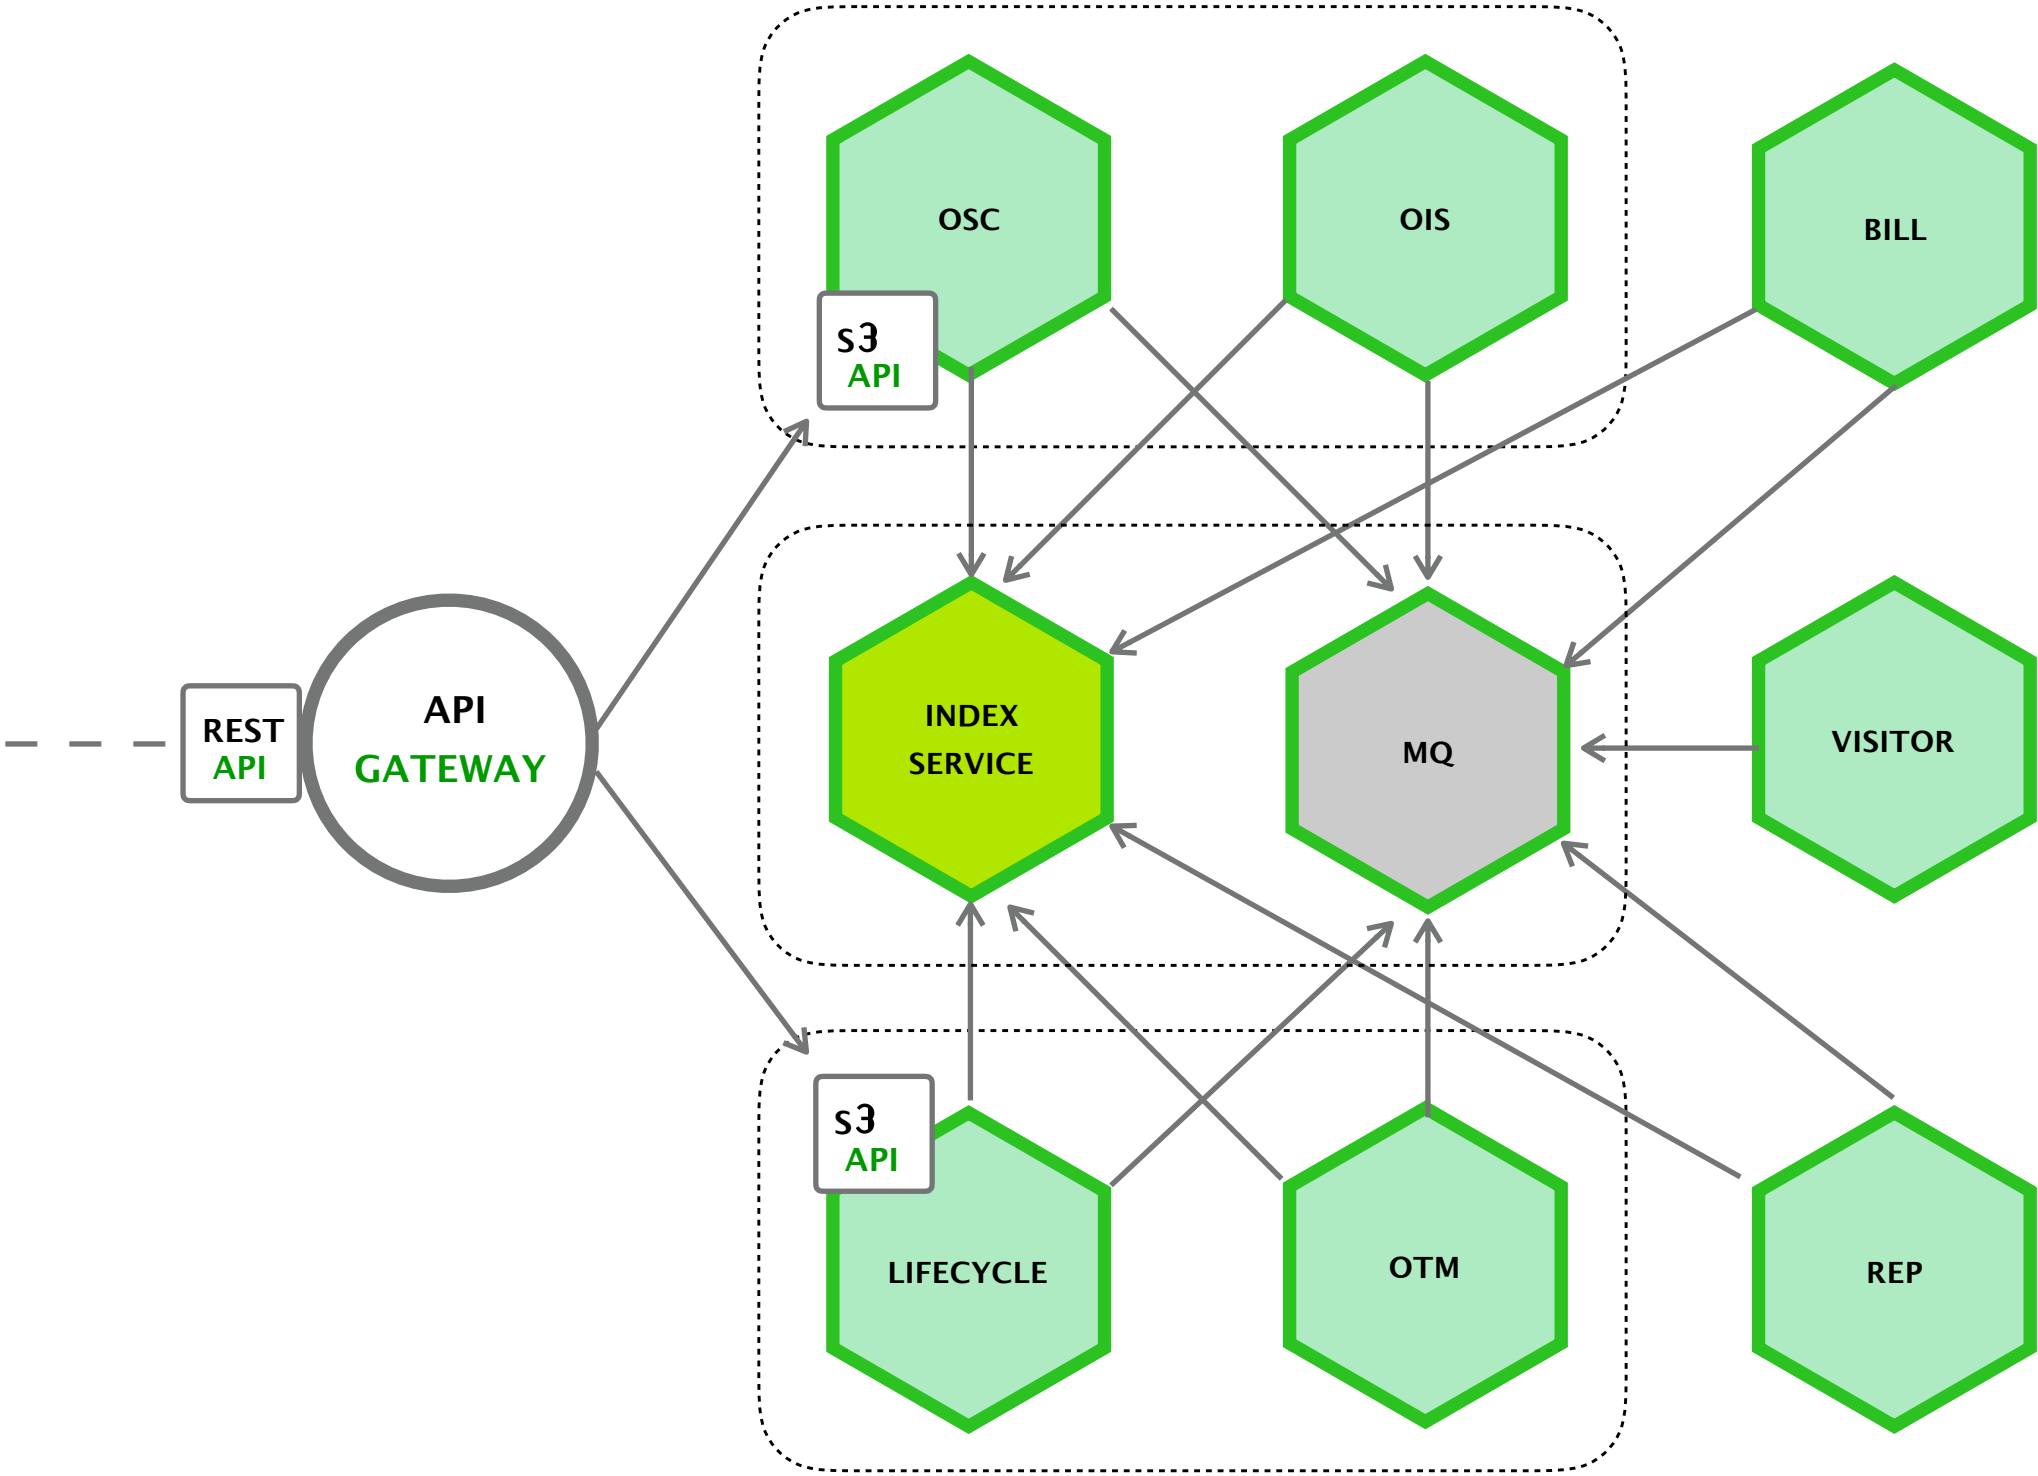 OSC
OIS
BILL
S3
API
REST
API
API
GATEWAY
INDEX
SERVICE
MQ
VISITOR
S3
API
LIFECYCLE
OTM
REP